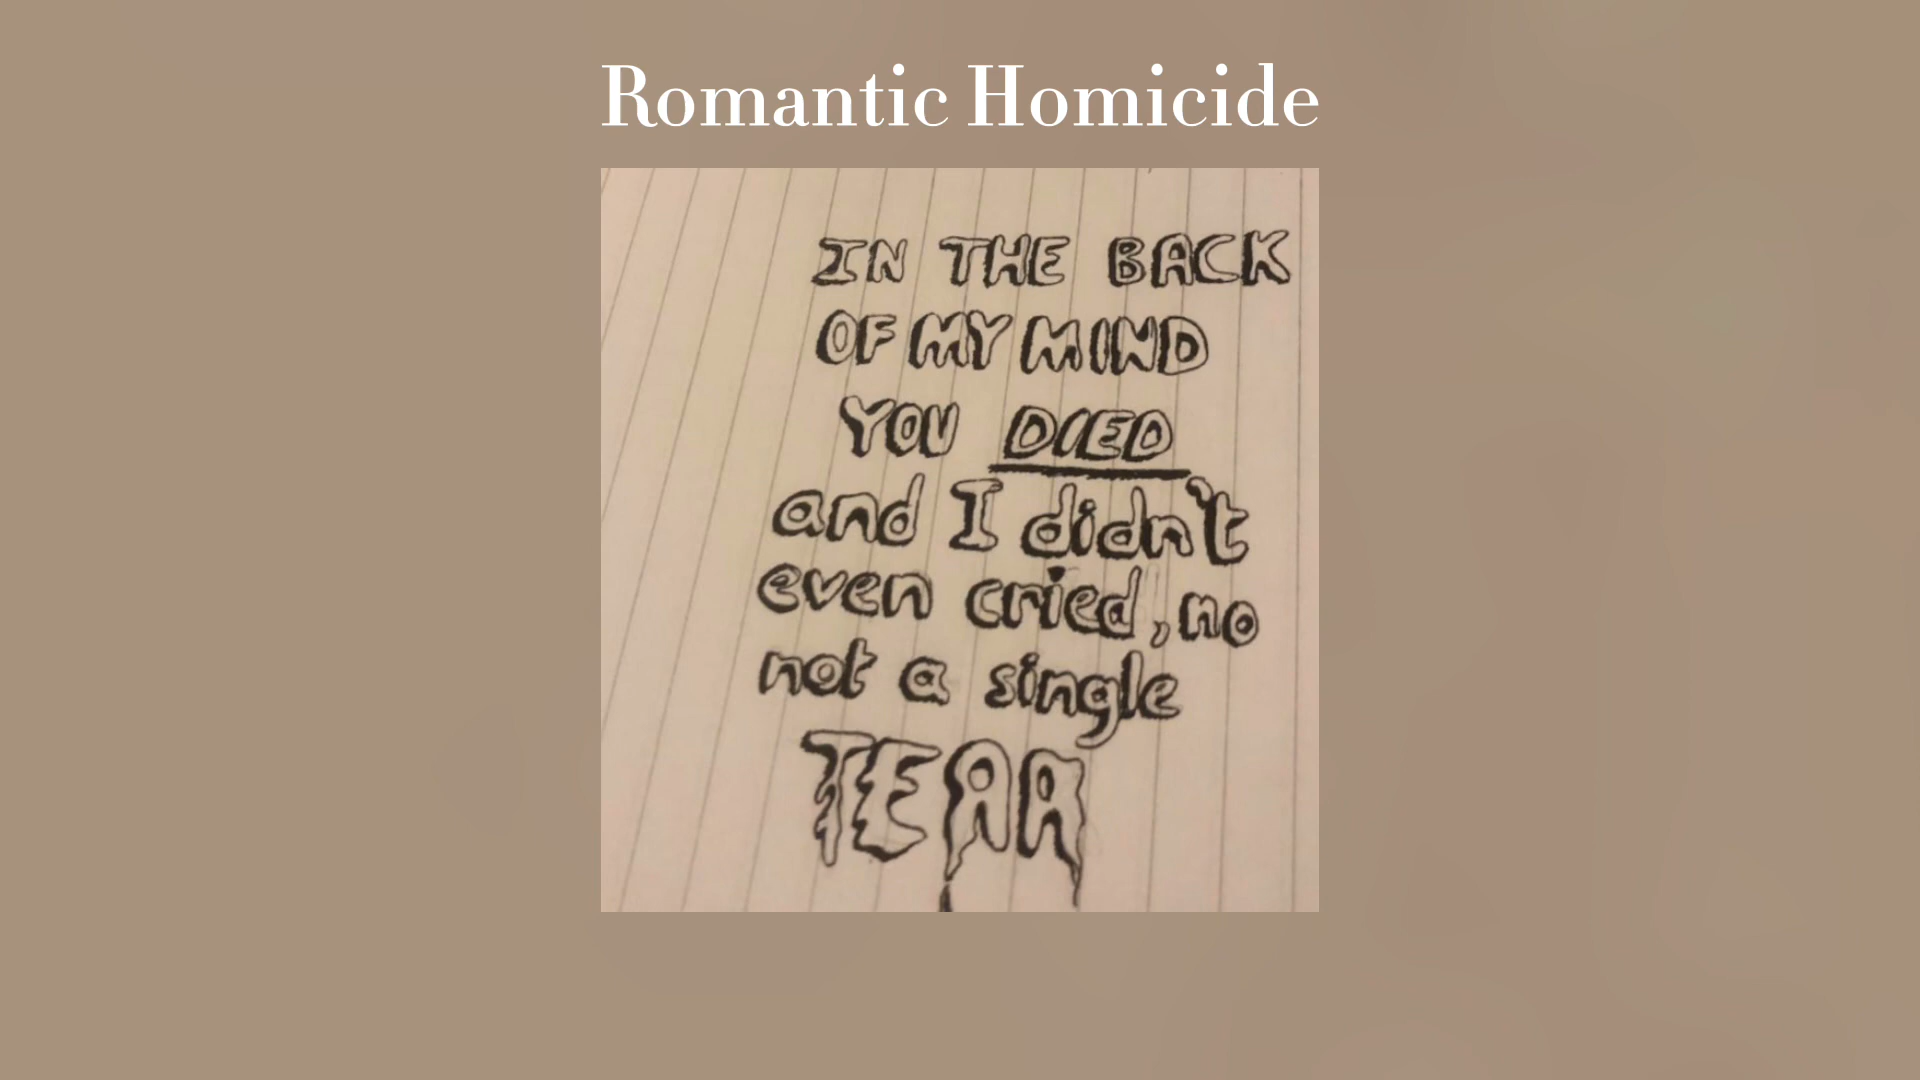 Romantic Homicide
IN THE BACK
OF MY MIND
YOU DIED
and I didn't
even cried, no
not a single
TEAR